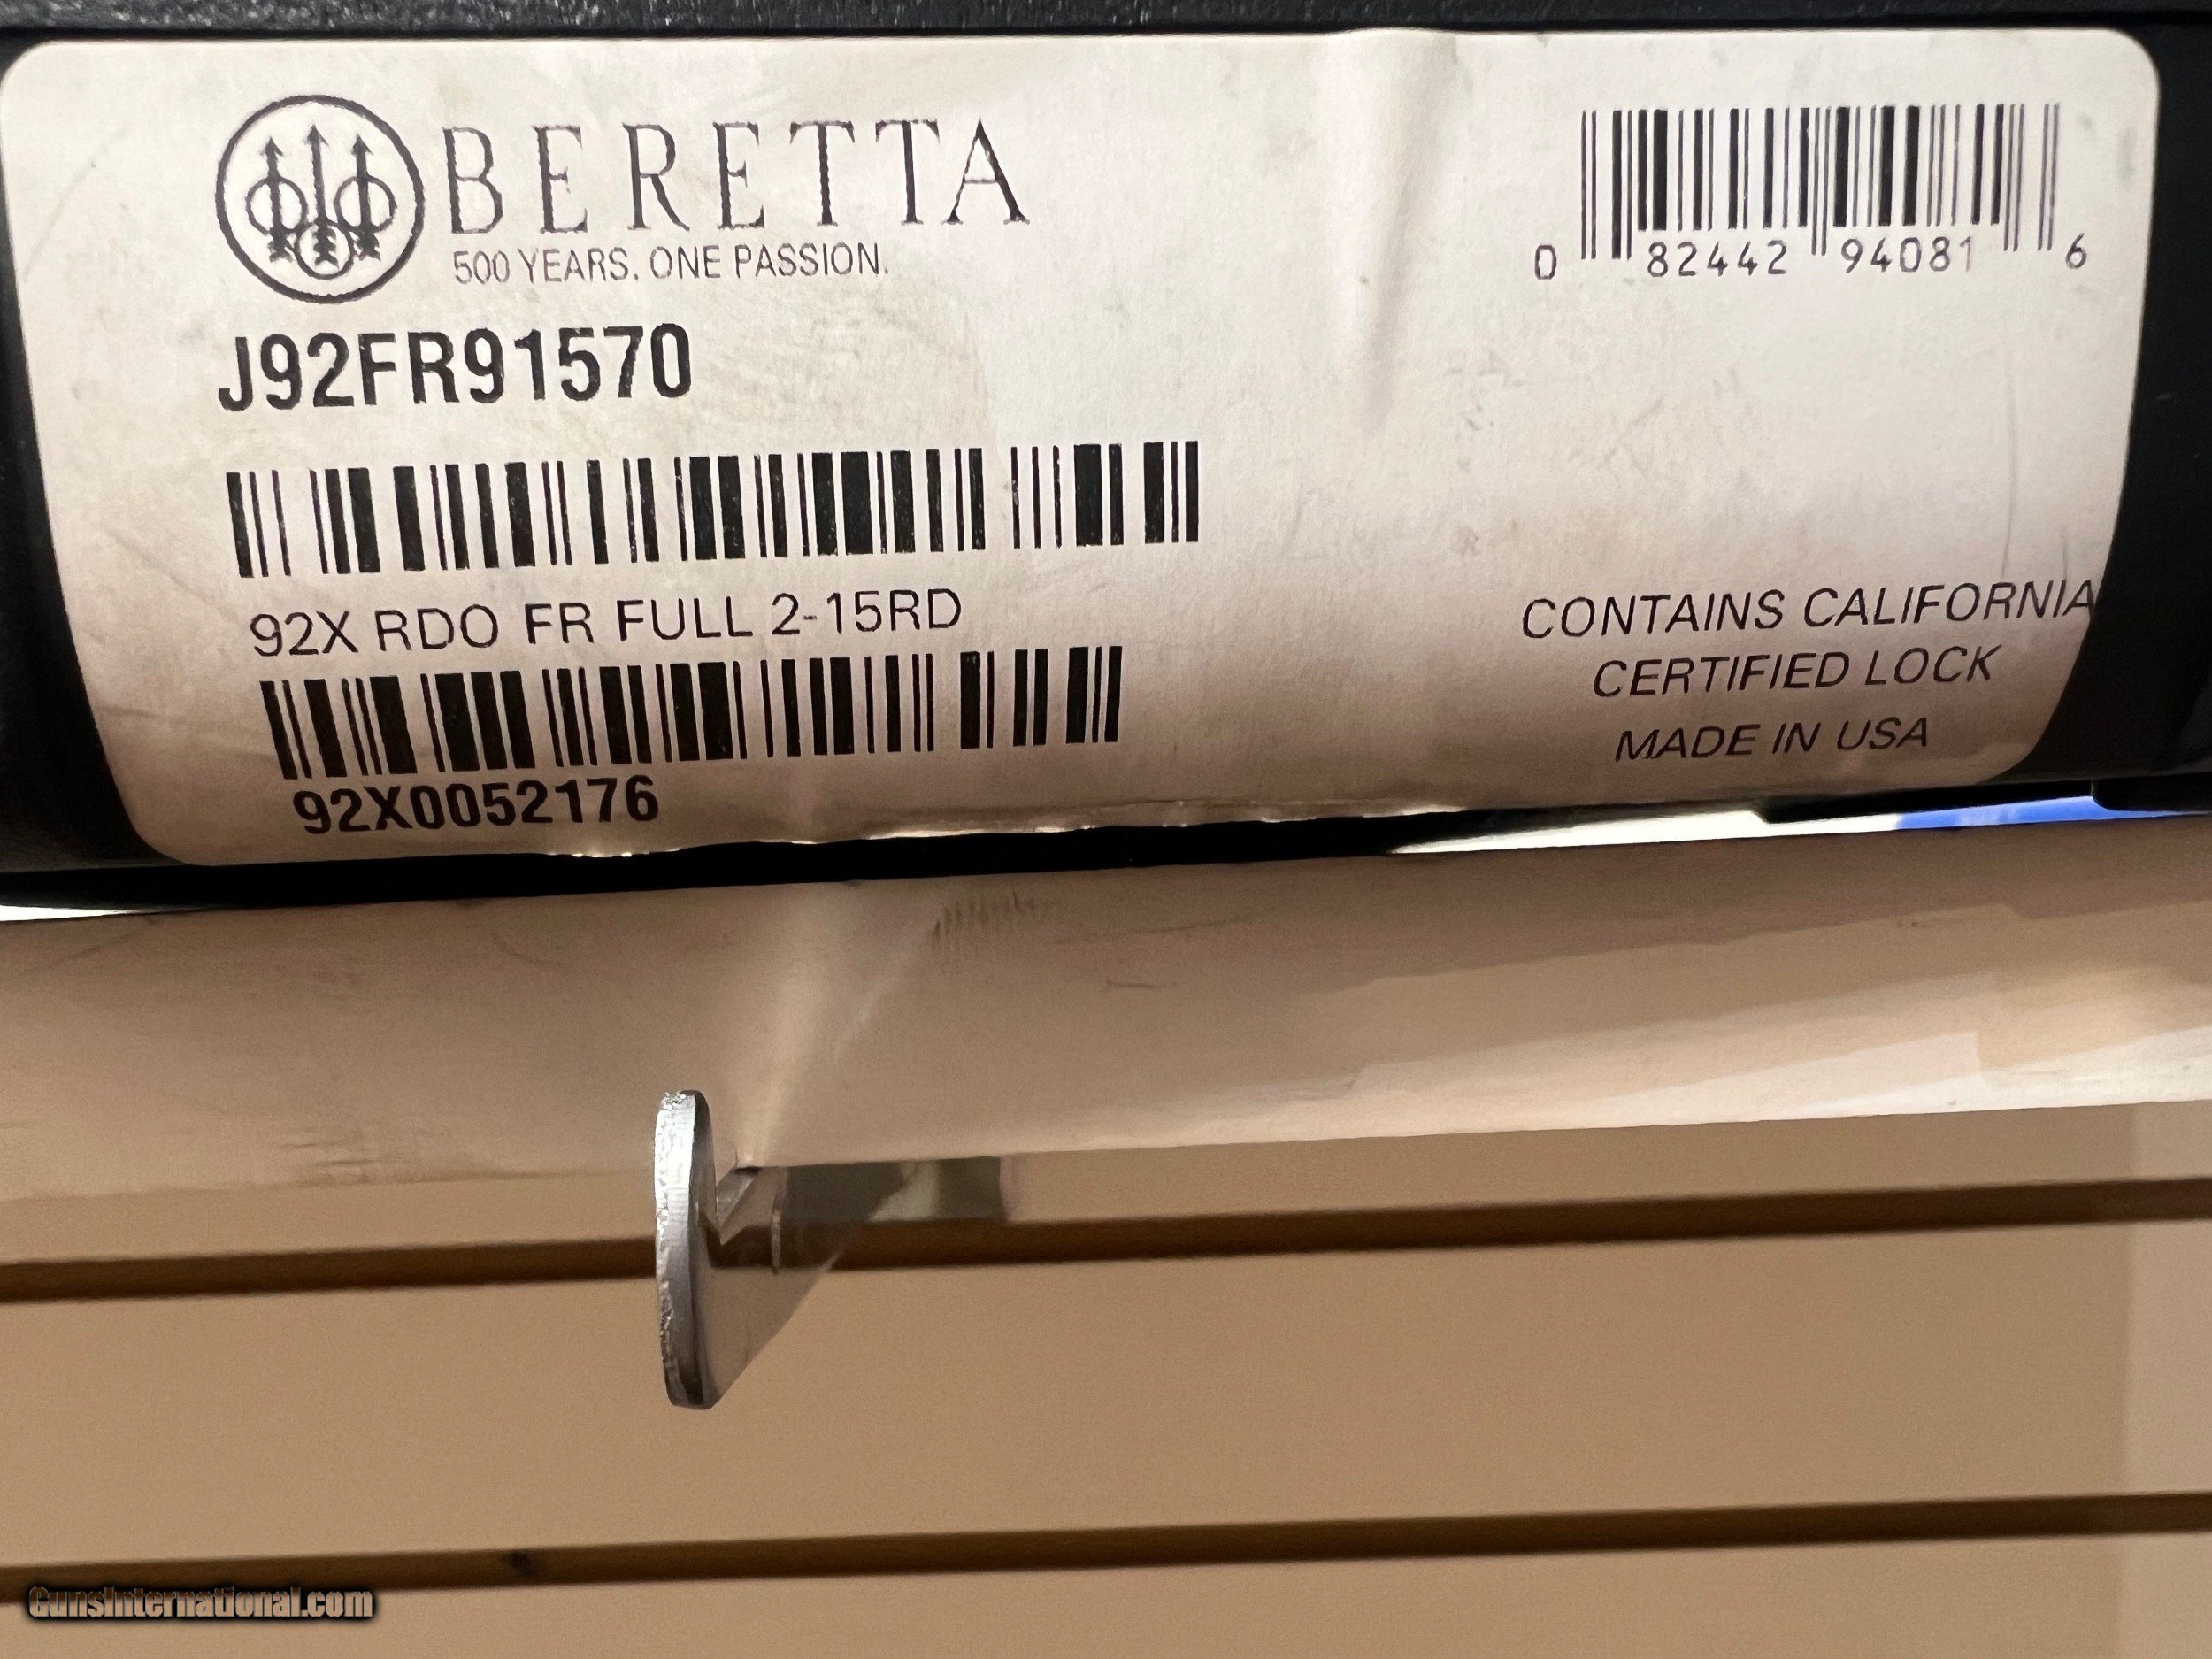 BERETTA
500 YEARS. ONE PASSION.
J92FR91570
92X RDO FR FULL 2-15RD
92X0052176
0 82442 94081 6
CONTAINS CALIFORNIA
CERTIFIED LOCK
MADE IN USA
GunsInternational.com